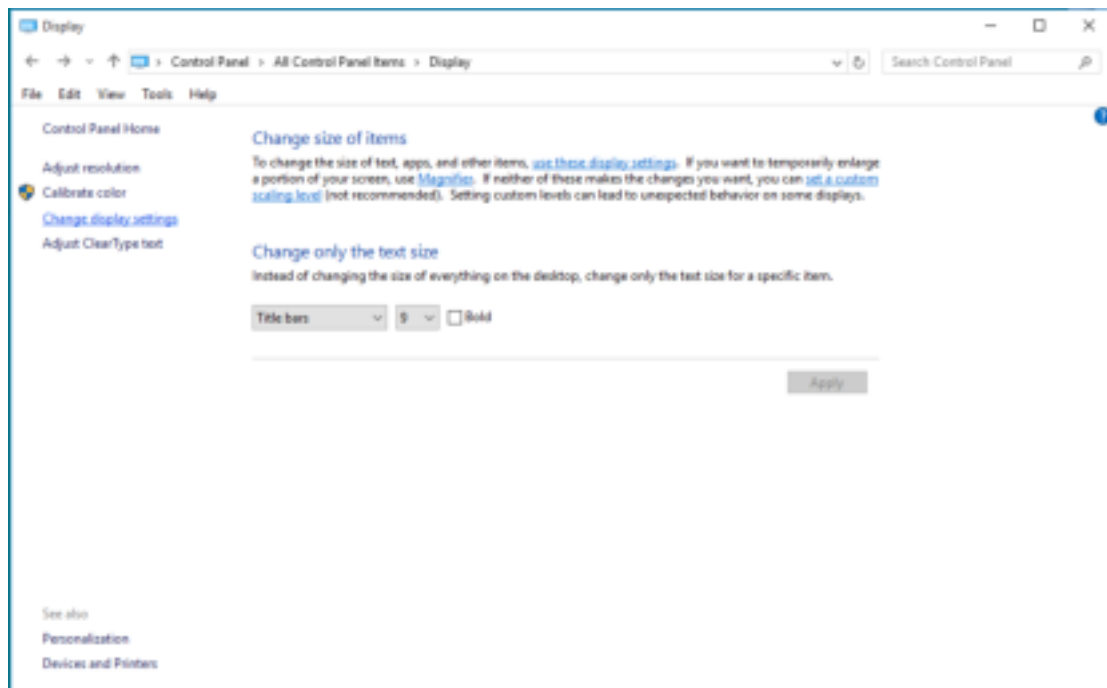 Display
Control Panel > All Control Panel Items > Display
Search Control Panel
File Edit View Tools Help
Control Panel Home
Adjust resolution
Calibrate color
Change display settings
Adjust ClearType text
Change size of items
To change the size of text, apps, and other items, use these display settings. If you want to temporarily enlarge
a portion of your screen, use Magnifier. If neither of these makes the changes you want, you can set a custom
scaling level (not recommended). Setting custom levels can lead to unexpected behavior on some displays.
Change only the text size
Instead of changing the size of everything on the desktop, change only the text size for a specific item.
Title bars 9 Bold
Apply
See also
Personalization
Devices and Printers